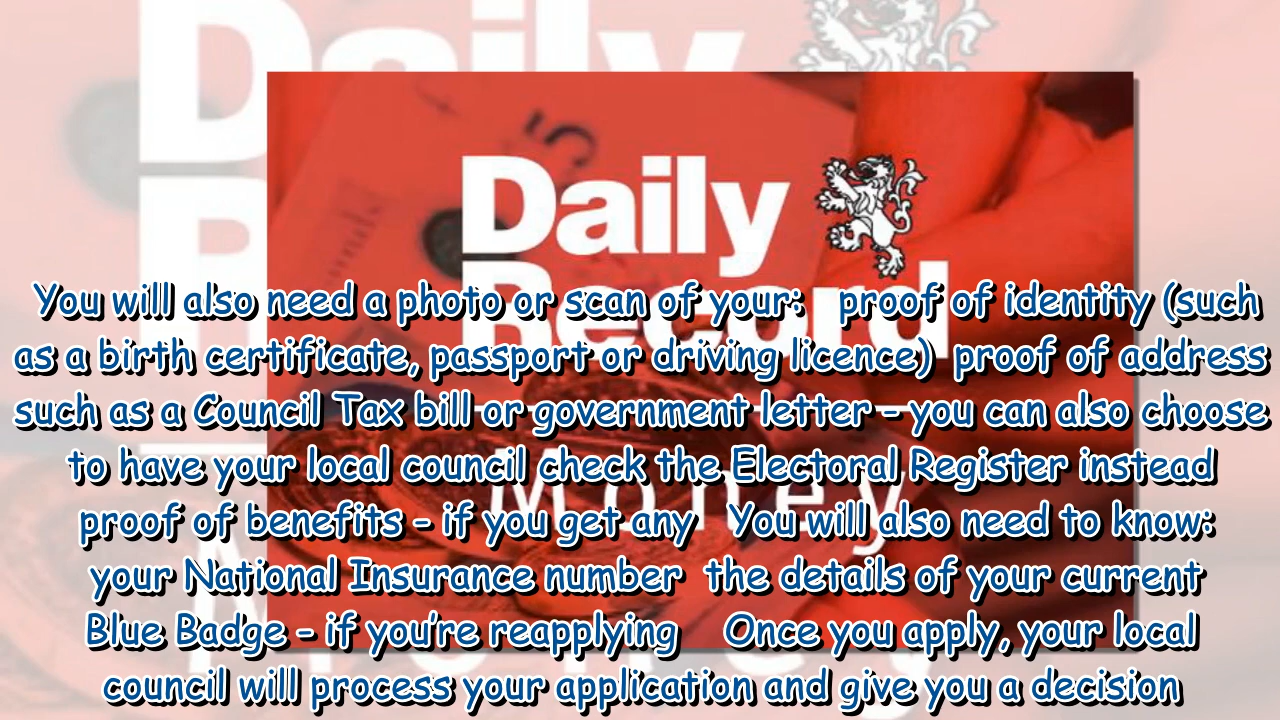 Daily
Record
Money
You will also need a photo or scan of your: proof of identity (such
as a birth certificate, passport or driving licence) proof of address
such as a Council Tax bill or government letter – you can also choose
to have your local council check the Electoral Register instead
proof of benefits – if you get any You will also need to know:
your National Insurance number the details of your current
Blue Badge – if you’re reapplying Once you apply, your local
council will process your application and give you a decision